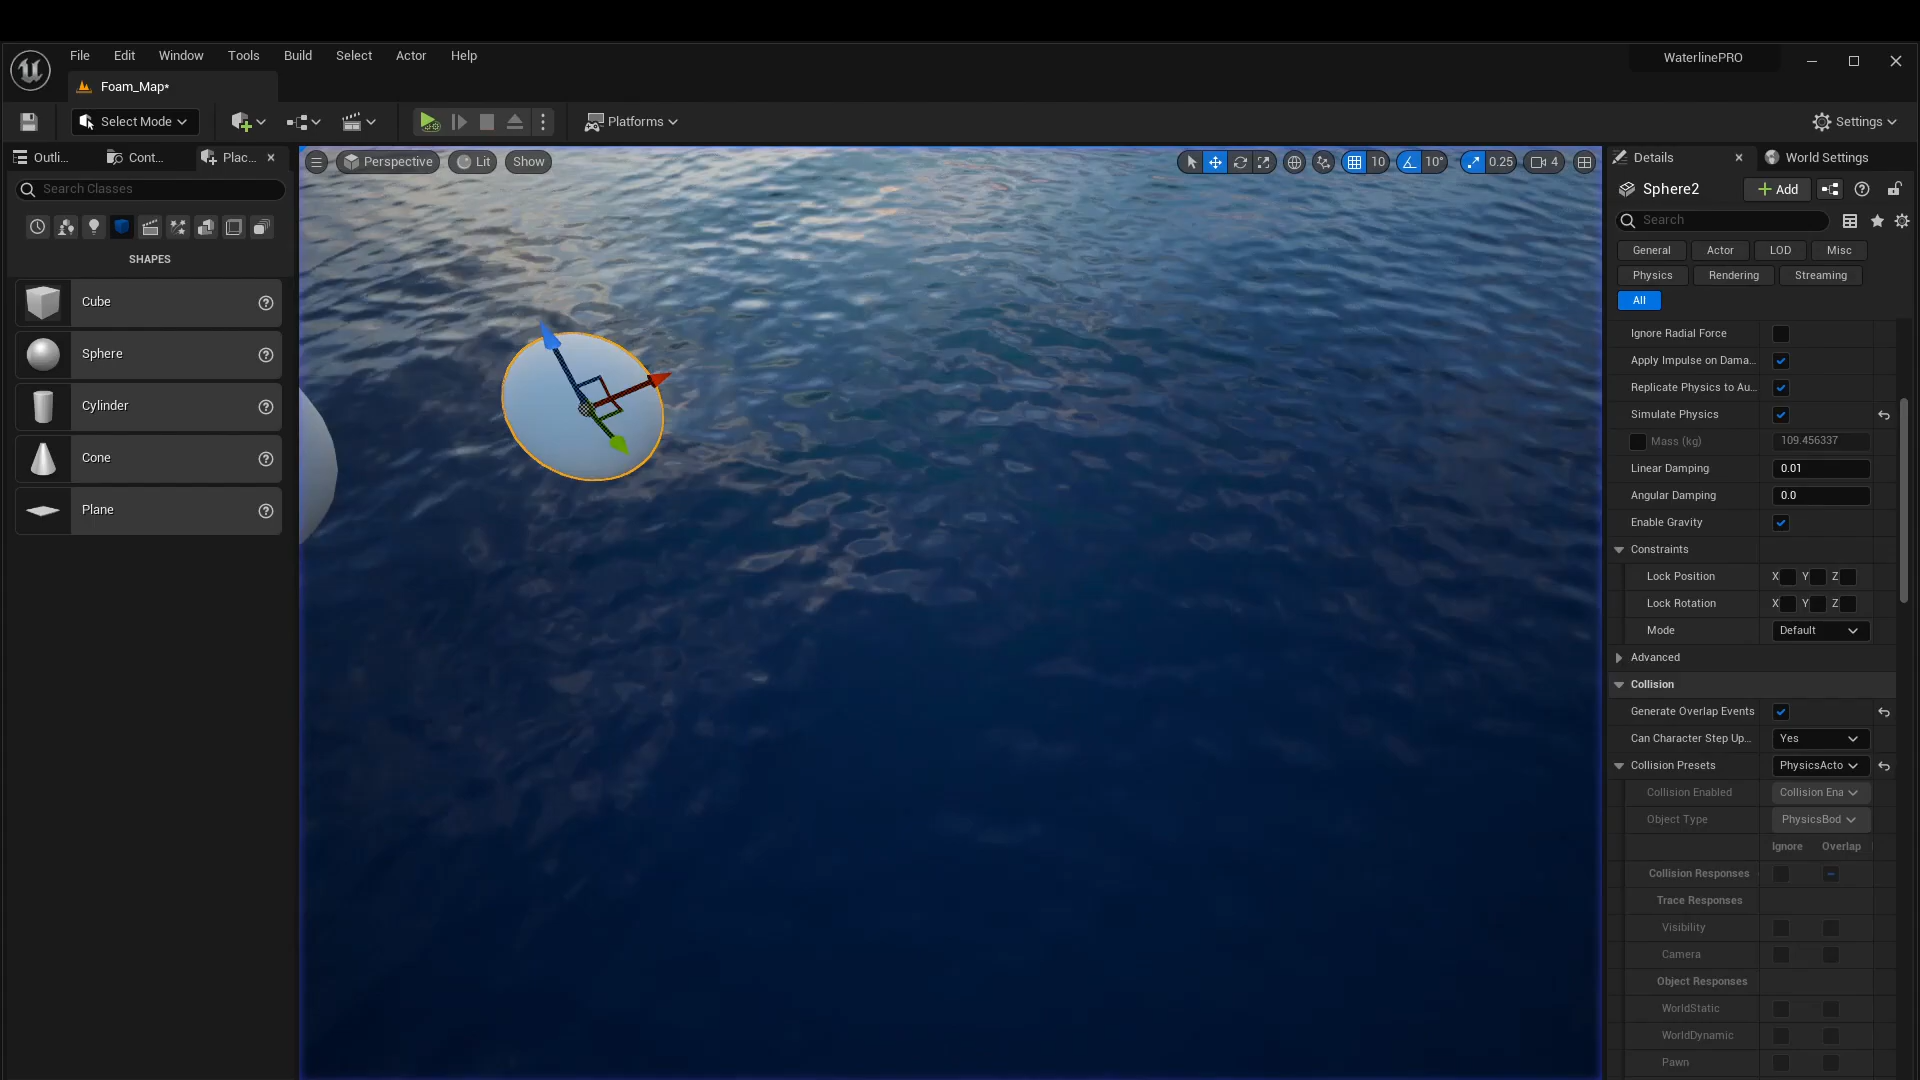 File Edit Window Tools Build Select Actor Help
WaterlinePRO
Foam_Map*
Select Mode
Platforms
Settings
Outli...
Cont...
Plac...
Search Classes
SHAPES
Cube
Sphere
Cylinder
Cone
Plane
Perspective
Lit
Show
10
10°
0.25
4
Details
World Settings
Sphere2
Add
Search
General Actor LOD Misc
Physics Rendering Streaming
All
Ignore Radial Force
Apply Impulse on Dama...
Replicate Physics to Au...
Simulate Physics
Mass (kg) 109.456337
Linear Damping 0.01
Angular Damping 0.0
Enable Gravity
Constraints
Lock Position X Y Z
Lock Rotation X Y Z
Mode Default
Advanced
Collision
Generate Overlap Events
Can Character Step Up... Yes
Collision Presets PhysicsActo
Collision Enabled Collision Ena
Object Type PhysicsBod
Ignore Overlap
Collision Responses
Trace Responses
Visibility
Camera
Object Responses
WorldStatic
WorldDynamic
Pawn